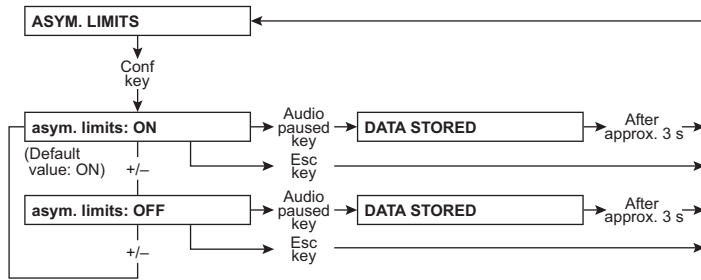 ASYM. LIMITS
Conf
key
asym. limits: ON
Audio
paused
key
DATA STORED
After
approx. 3 s
(Default
value: ON)
+/–
Esc
key
asym. limits: OFF
Audio
paused
key
DATA STORED
After
approx. 3 s
+/–
Esc
key